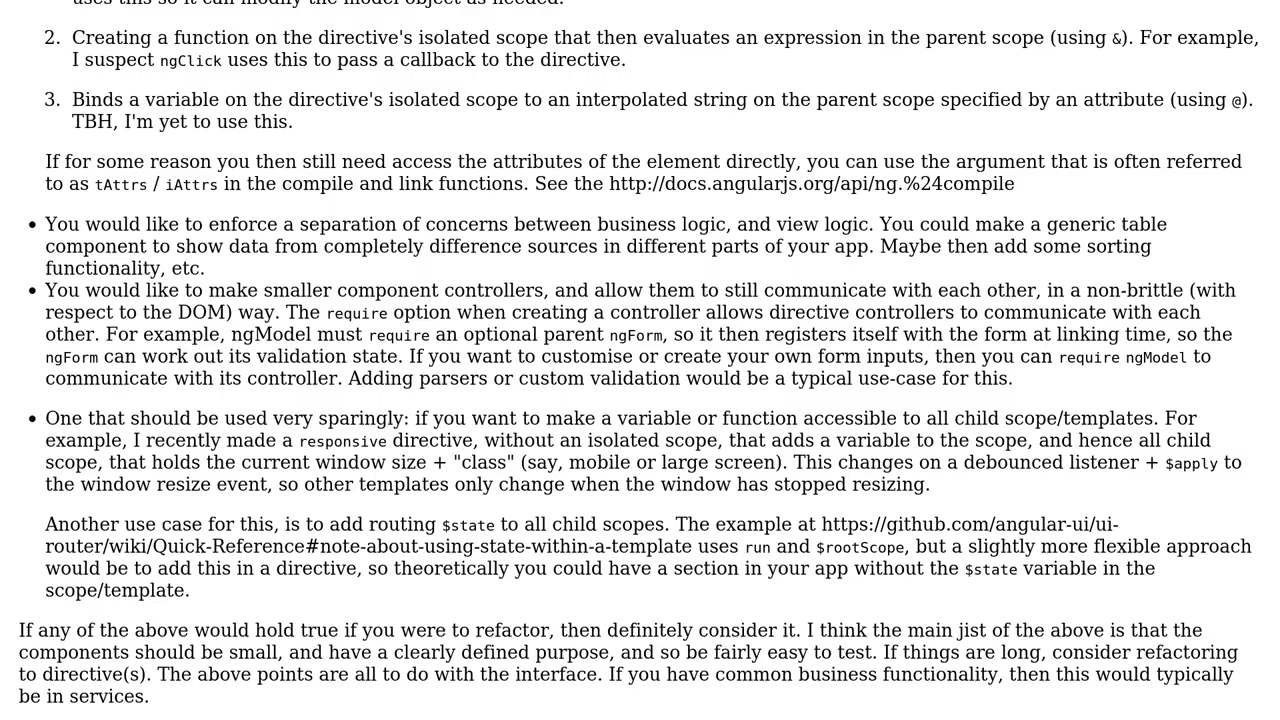 uses this so it can modify the model object as needed.
2. Creating a function on the directive's isolated scope that then evaluates an expression in the parent scope (using &). For example,
I suspect ngClick uses this to pass a callback to the directive.
3. Binds a variable on the directive's isolated scope to an interpolated string on the parent scope specified by an attribute (using @).
TBH, I'm yet to use this.
If for some reason you then still need access the attributes of the element directly, you can use the argument that is often referred
to as tAttrs / iAttrs in the compile and link functions. See the http://docs.angularjs.org/api/ng.%24compile
• You would like to enforce a separation of concerns between business logic, and view logic. You could make a generic table
component to show data from completely difference sources in different parts of your app. Maybe then add some sorting
functionality, etc.
• You would like to make smaller component controllers, and allow them to still communicate with each other, in a non-brittle (with
respect to the DOM) way. The require option when creating a controller allows directive controllers to communicate with each
other. For example, ngModel must require an optional parent ngForm, so it then registers itself with the form at linking time, so the
ngForm can work out its validation state. If you want to customise or create your own form inputs, then you can require ngModel to
communicate with its controller. Adding parsers or custom validation would be a typical use-case for this.
• One that should be used very sparingly: if you want to make a variable or function accessible to all child scope/templates. For
example, I recently made a responsive directive, without an isolated scope, that adds a variable to the scope, and hence all child
scope, that holds the current window size + "class" (say, mobile or large screen). This changes on a debounced listener + $apply to
the window resize event, so other templates only change when the window has stopped resizing.
Another use case for this, is to add routing $state to all child scopes. The example at https://github.com/angular-ui/ui-
router/wiki/Quick-Reference#note-about-using-state-within-a-template uses run and $rootScope, but a slightly more flexible approach
would be to add this in a directive, so theoretically you could have a section in your app without the $state variable in the
scope/template.
If any of the above would hold true if you were to refactor, then definitely consider it. I think the main jist of the above is that the
components should be small, and have a clearly defined purpose, and so be fairly easy to test. If things are long, consider refactoring
to directive(s). The above points are all to do with the interface. If you have common business functionality, then this would typically
be in services.